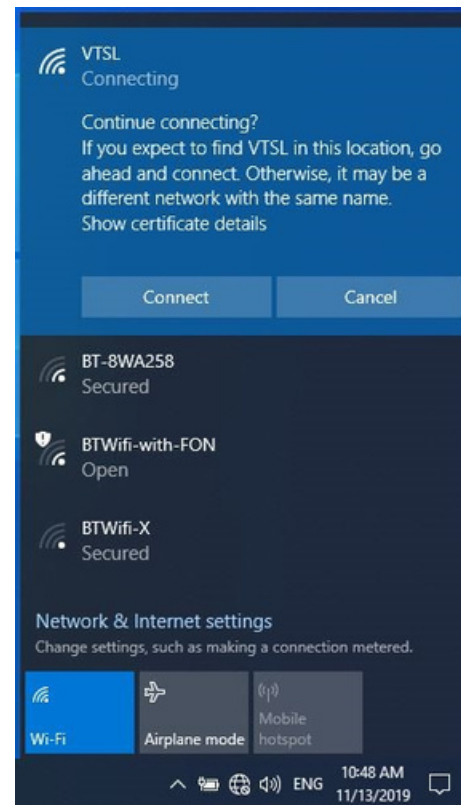 VTSL
Connecting
Continue connecting?
If you expect to find VTSL in this location, go
ahead and connect. Otherwise, it may be a
different network with the same name.
Show certificate details
Connect
Cancel
BT-8WA258
Secured
BTWifi-with-FON
Open
BTWifi-X
Secured
Network & Internet settings
Change settings, such as making a connection metered.
Wi-Fi
Airplane mode
Mobile
hotspot
ENG
10:48 AM
11/13/2019